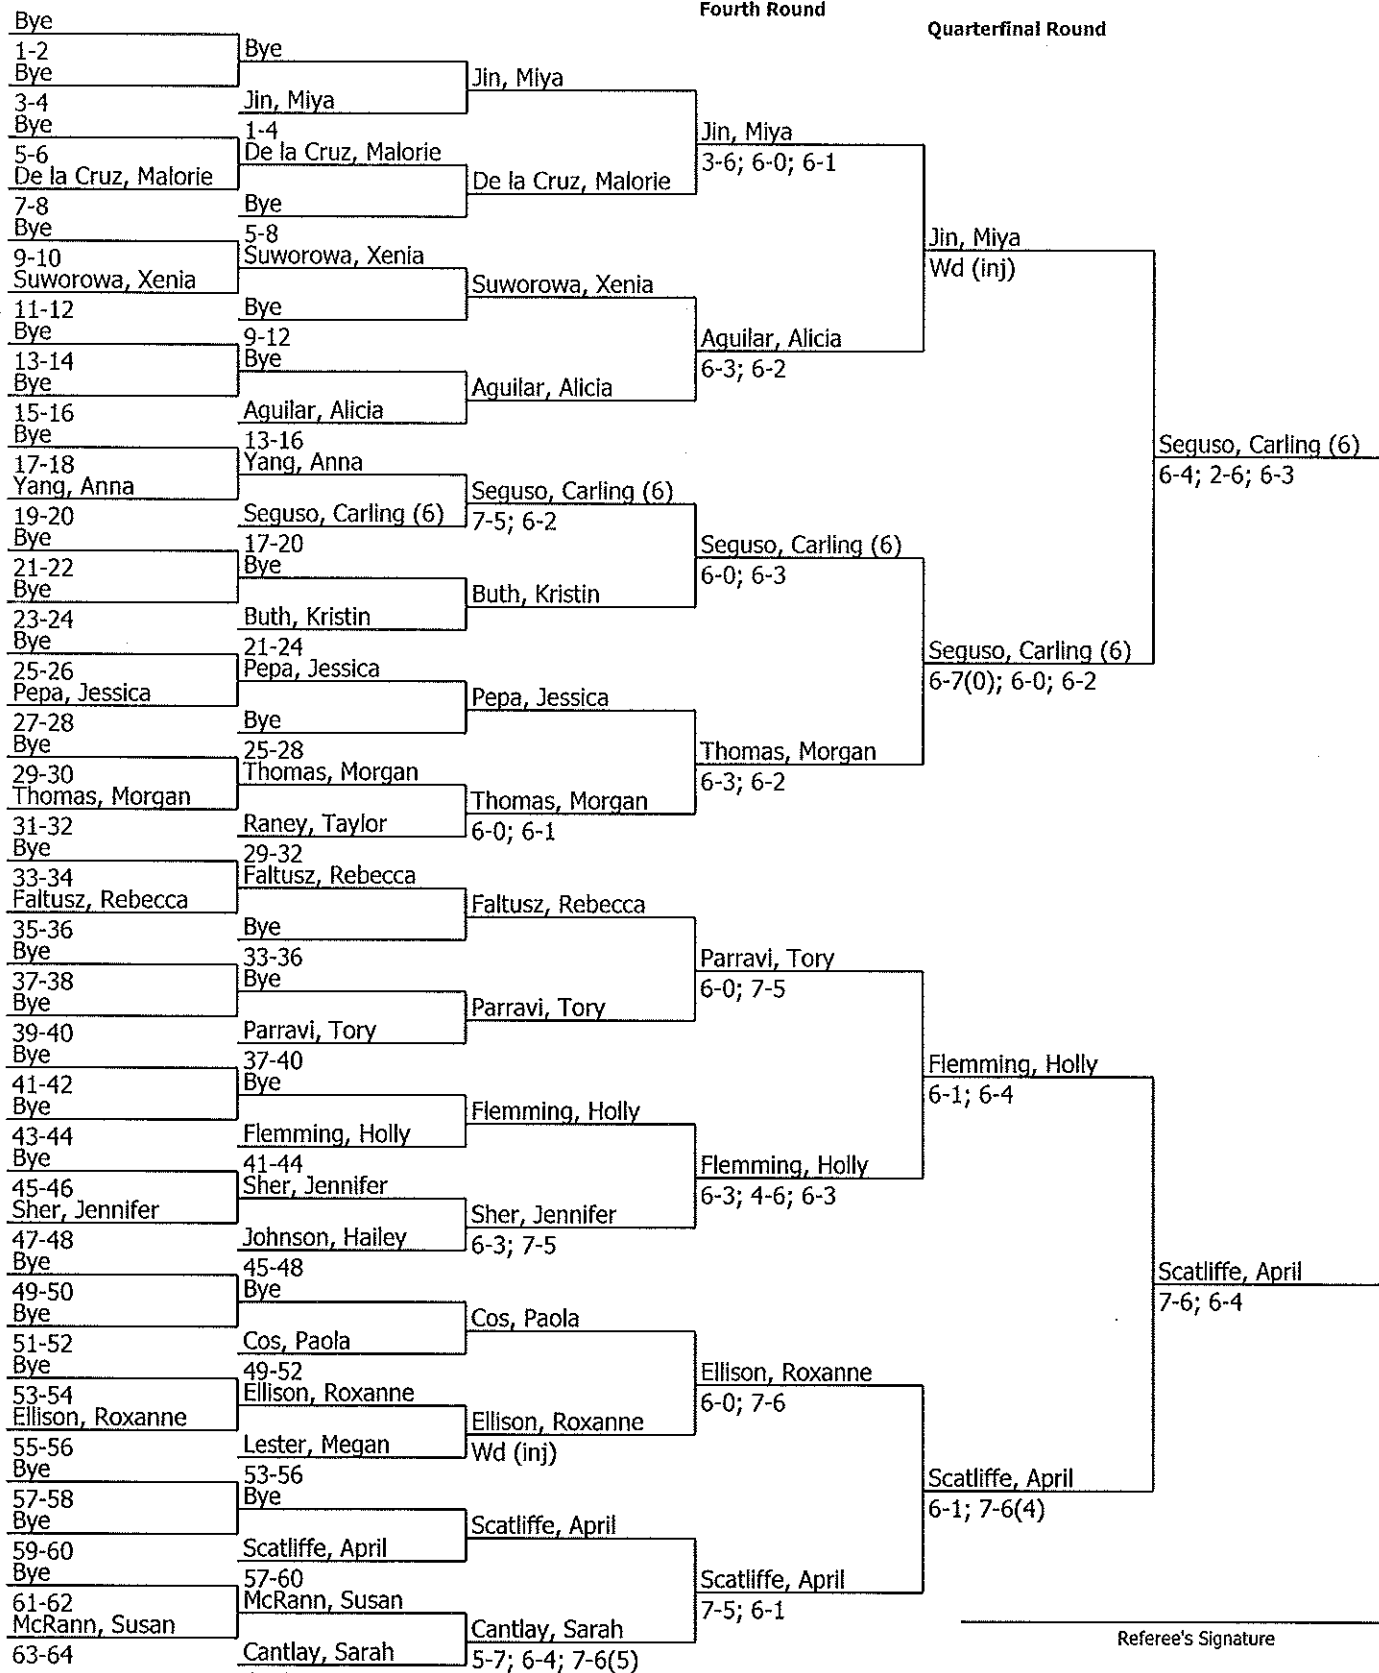 Fourth Round
Quarterfinal Round
Bye
1-2
Bye
3-4
Bye
5-6
De la Cruz, Malorie
7-8
Bye
9-10
Suworowa, Xenia
11-12
Bye
13-14
Bye
15-16
Bye
17-18
Yang, Anna
19-20
Bye
21-22
Bye
23-24
Bye
25-26
Pepa, Jessica
27-28
Bye
29-30
Thomas, Morgan
31-32
Bye
33-34
Faltusz, Rebecca
35-36
Bye
37-38
Bye
39-40
Bye
41-42
Bye
43-44
Bye
45-46
Sher, Jennifer
47-48
Bye
49-50
Bye
51-52
Bye
53-54
Ellison, Roxanne
55-56
Bye
57-58
Bye
59-60
Bye
61-62
McRann, Susan
63-64
Bye
Jin, Miya
1-4
De la Cruz, Malorie
Bye
5-8
Suworowa, Xenia
Bye
9-12
Bye
Aguilar, Alicia
13-16
Yang, Anna
Seguso, Carling (6)
17-20
Bye
Buth, Kristin
21-24
Pepa, Jessica
Bye
25-28
Thomas, Morgan
Raney, Taylor
29-32
Faltusz, Rebecca
Bye
33-36
Bye
Parravi, Tory
37-40
Bye
Flemming, Holly
41-44
Sher, Jennifer
Johnson, Hailey
45-48
Bye
Cos, Paola
49-52
Ellison, Roxanne
Lester, Megan
53-56
Bye
Scatliffe, April
57-60
McRann, Susan
Cantlay, Sarah
Jin, Miya
De la Cruz, Malorie
Suworowa, Xenia
Aguilar, Alicia
Seguso, Carling (6)
7-5; 6-2
Buth, Kristin
Pepa, Jessica
Thomas, Morgan
6-0; 6-1
Faltusz, Rebecca
Parravi, Tory
Flemming, Holly
Sher, Jennifer
6-3; 7-5
Cos, Paola
Ellison, Roxanne
Wd (inj)
Scatliffe, April
Cantlay, Sarah
5-7; 6-4; 7-6(5)
Jin, Miya
3-6; 6-0; 6-1
Aguilar, Alicia
6-3; 6-2
Seguso, Carling (6)
6-0; 6-3
Thomas, Morgan
6-3; 6-2
Parravi, Tory
6-0; 7-5
Flemming, Holly
6-3; 4-6; 6-3
Ellison, Roxanne
6-0; 7-6
Scatliffe, April
7-5; 6-1
Jin, Miya
Wd (inj)
Seguso, Carling (6)
6-7(0); 6-0; 6-2
Flemming, Holly
6-1; 6-4
Scatliffe, April
6-1; 7-6(4)
Seguso, Carling (6)
6-4; 2-6; 6-3
Scatliffe, April
7-6; 6-4
Referee's Signature